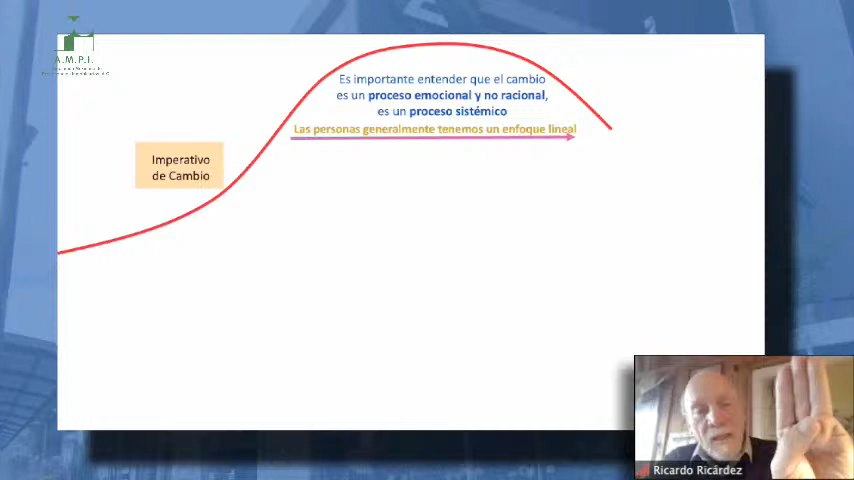 A.M.P.I.
Es importante entender que el cambio
es un proceso emocional y no racional,
es un proceso sistémico
Las personas generalmente tenemos un enfoque lineal
Imperativo
de Cambio
Ricardo Ricárdez